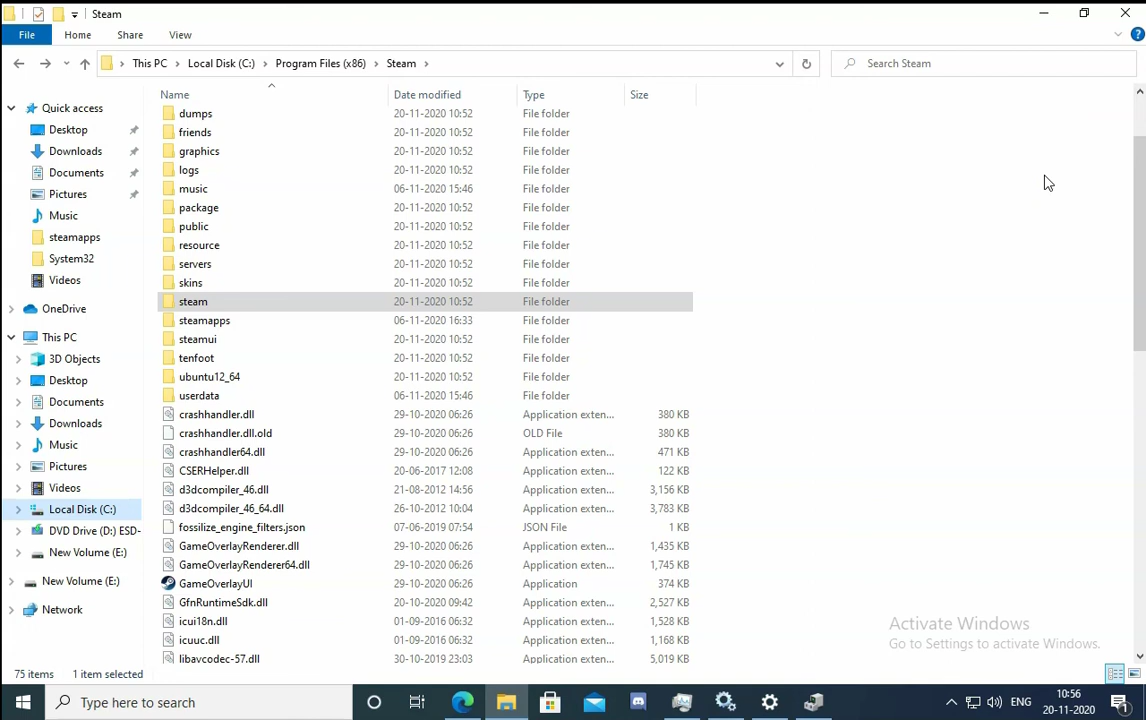 Steam
File
Home
Share
View
This PC
Local Disk (C:)
Program Files (x86)
Steam
Search Steam
Name
Date modified
Type
Size
Quick access
Desktop
Downloads
Documents
Pictures
Music
steamapps
System32
Videos
OneDrive
This PC
3D Objects
Desktop
Documents
Downloads
Music
Pictures
Videos
Local Disk (C:)
DVD Drive (D:) ESD-
New Volume (E:)
New Volume (E:)
Network
dumps 20-11-2020 10:52 File folder
friends 20-11-2020 10:52 File folder
graphics 20-11-2020 10:52 File folder
logs 20-11-2020 10:52 File folder
music 06-11-2020 15:46 File folder
package 20-11-2020 10:52 File folder
public 20-11-2020 10:52 File folder
resource 20-11-2020 10:52 File folder
servers 20-11-2020 10:52 File folder
skins 20-11-2020 10:52 File folder
steam 20-11-2020 10:52 File folder
steamapps 06-11-2020 16:33 File folder
steamui 20-11-2020 10:52 File folder
tenfoot 20-11-2020 10:52 File folder
ubuntu12_64 20-11-2020 10:52 File folder
userdata 06-11-2020 15:46 File folder
crashhandler.dll 29-10-2020 06:26 Application exten... 380 KB
crashhandler.dll.old 29-10-2020 06:26 OLD File 380 KB
crashhandler64.dll 29-10-2020 06:26 Application exten... 471 KB
CSERHelper.dll 20-06-2017 12:08 Application exten... 122 KB
d3dcompiler_46.dll 21-08-2012 14:56 Application exten... 3,156 KB
d3dcompiler_46_64.dll 26-10-2012 10:04 Application exten... 3,783 KB
fossilize_engine_filters.json 07-06-2019 07:54 JSON File 1 KB
GameOverlayRenderer.dll 29-10-2020 06:26 Application exten... 1,435 KB
GameOverlayRenderer64.dll 29-10-2020 06:26 Application exten... 1,745 KB
GameOverlayUI 29-10-2020 06:26 Application 374 KB
GfnRuntimeSdk.dll 20-10-2020 09:42 Application exten... 2,527 KB
icui18n.dll 01-09-2016 06:32 Application exten... 1,528 KB
icuuc.dll 01-09-2016 06:32 Application exten... 1,168 KB
libavcodec-57.dll 30-10-2019 23:03 Application exten... 5,019 KB
Activate Windows
Go to Settings to activate Windows.
75 items
1 item selected
Type here to search
ENG
10:56
20-11-2020
1